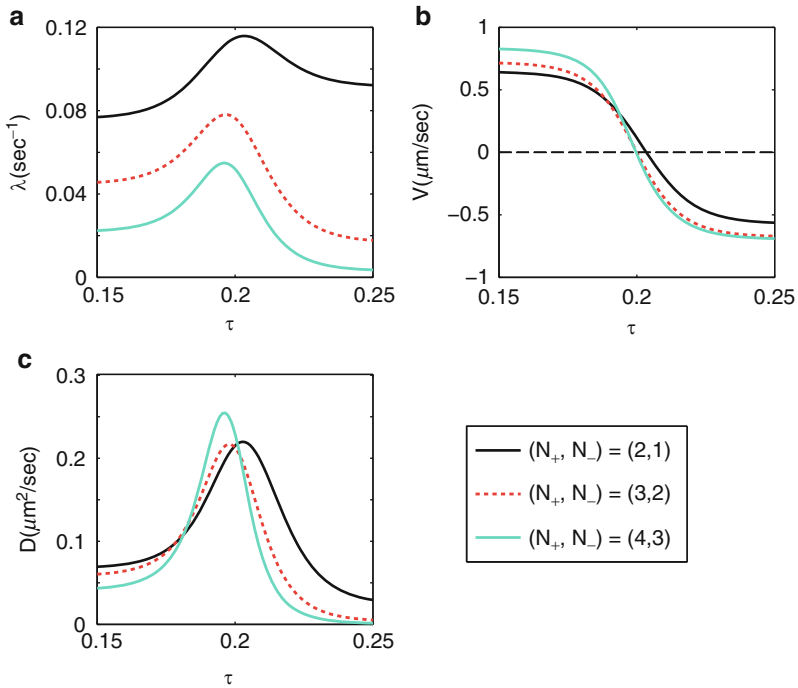 a
0.12
0.08
0.04
0
λ(sec⁻¹)
0.15
0.2
0.25
τ
b
1
0.5
0
−0.5
−1
V(μm/sec)
0.15
0.2
0.25
τ
c
0.3
0.2
0.1
0
D(μm²/sec)
0.15
0.2
0.25
τ
(N₊, N₋) = (2,1)
(N₊, N₋) = (3,2)
(N₊, N₋) = (4,3)